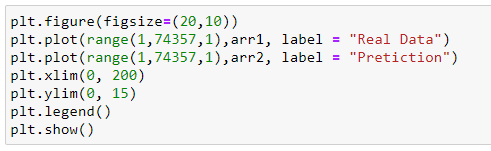 plt.figure(figsize=(20,10))
plt.plot(range(1,74357,1),arr1, label = "Real Data")
plt.plot(range(1,74357,1),arr2, label = "Pretiction")
plt.xlim(0, 200)
plt.ylim(0, 15)
plt.legend()
plt.show()